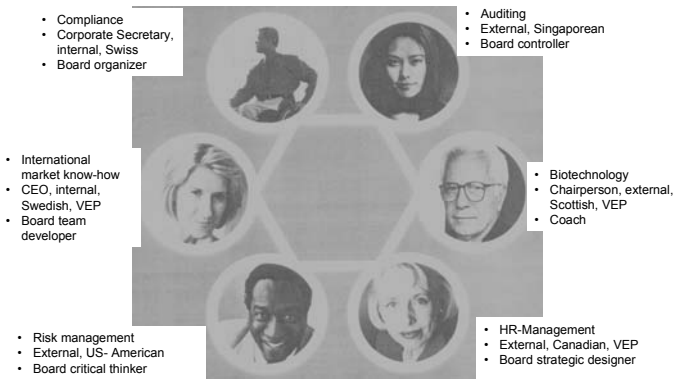 • Compliance
• Corporate Secretary,
internal, Swiss
• Board organizer
• Auditing
• External, Singaporean
• Board controller
• International
market know-how
• CEO, internal,
Swedish, VEP
• Board team
developer
• Biotechnology
• Chairperson, external,
Scottish, VEP
• Coach
• Risk management
• External, US- American
• Board critical thinker
• HR-Management
• External, Canadian, VEP
• Board strategic designer